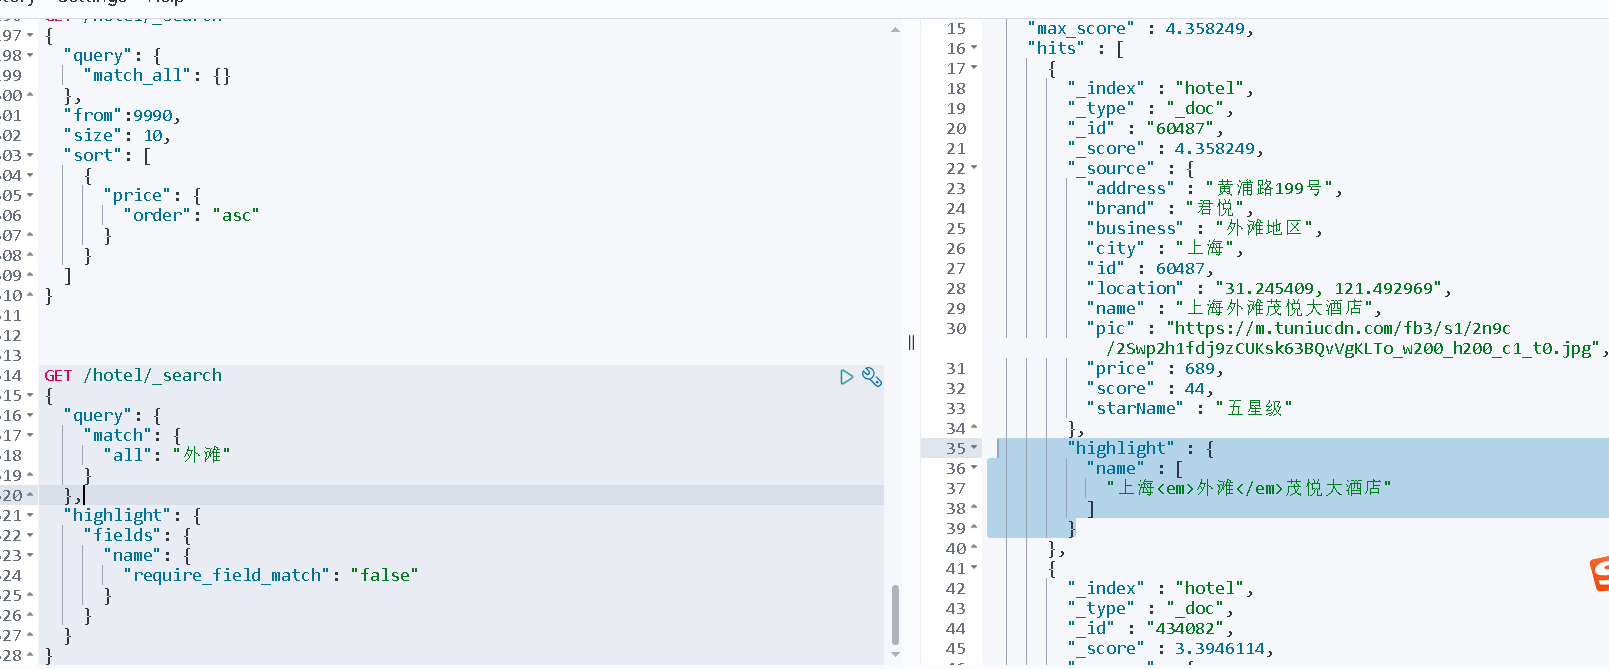 GET /hotel/_search
97 {
98 "query": {
99 "match_all": {}
00 },
01 "from":9990,
02 "size": 10,
03 "sort": [
04 {
05 "price": {
06 "order": "asc"
07 }
08 }
09 ]
10 }
11
12
13
14 GET /hotel/_search
15 {
16 "query": {
17 "match": {
18 "all": "外滩"
19 }
20 },
21 "highlight": {
22 "fields": {
23 "name": {
24 "require_field_match": "false"
25 }
26 }
27 }
28 }
15 "max_score" : 4.358249,
16 "hits" : [
17 {
18 "_index" : "hotel",
19 "_type" : "_doc",
20 "_id" : "60487",
21 "_score" : 4.358249,
22 "_source" : {
23 "address" : "黄浦路199号",
24 "brand" : "君悦",
25 "business" : "外滩地区",
26 "city" : "上海",
27 "id" : 60487,
28 "location" : "31.245409, 121.492969",
29 "name" : "上海外滩茂悦大酒店",
30 "pic" : "https://m.tuniucdn.com/fb3/s1/2n9c
/2Swp2h1fdj9zCUKsk63BQvVgKLTo_w200_h200_c1_t0.jpg",
31 "price" : 689,
32 "score" : 44,
33 "starName" : "五星级"
34 },
35 "highlight" : {
36 "name" : [
37 "上海<em>外滩</em>茂悦大酒店"
38 ]
39 }
40 },
41 {
42 "_index" : "hotel",
43 "_type" : "_doc",
44 "_id" : "434082",
45 "_score" : 3.3946114,